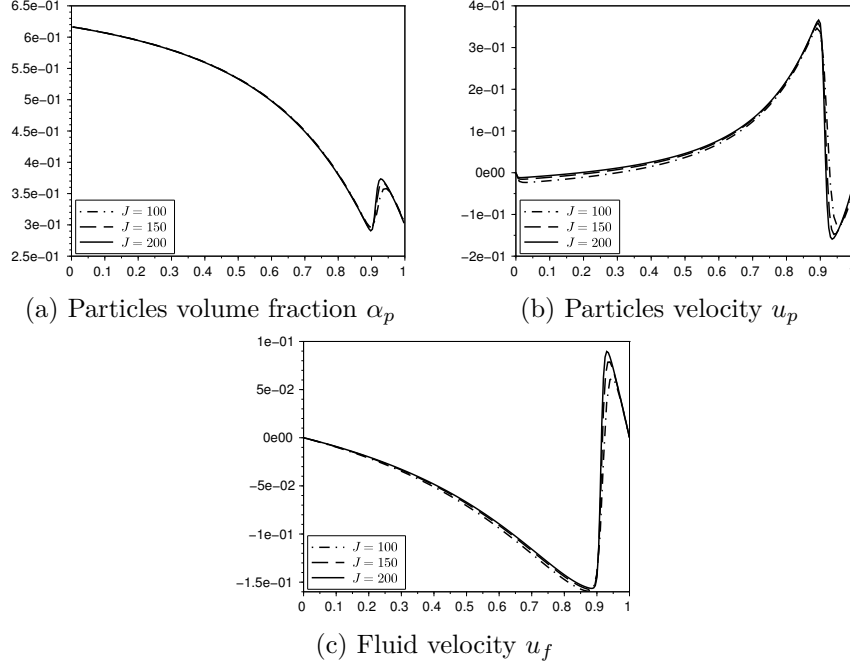 6.5e−01
6e−01
5.5e−01
5e−01
4.5e−01
4e−01
3.5e−01
3e−01
2.5e−01
J = 100
J = 150
J = 200
0 0.1 0.2 0.3 0.4 0.5 0.6 0.7 0.8 0.9 1
(a) Particles volume fraction αp
4e−01
3e−01
2e−01
1e−01
0e00
−1e−01
−2e−01
J = 100
J = 150
J = 200
0 0.1 0.2 0.3 0.4 0.5 0.6 0.7 0.8 0.9
(b) Particles velocity up
1e−01
5e−02
0e00
−5e−02
−1e−01
−1.5e−01
J = 100
J = 150
J = 200
0 0.1 0.2 0.3 0.4 0.5 0.6 0.7 0.8 0.9 1
(c) Fluid velocity uf